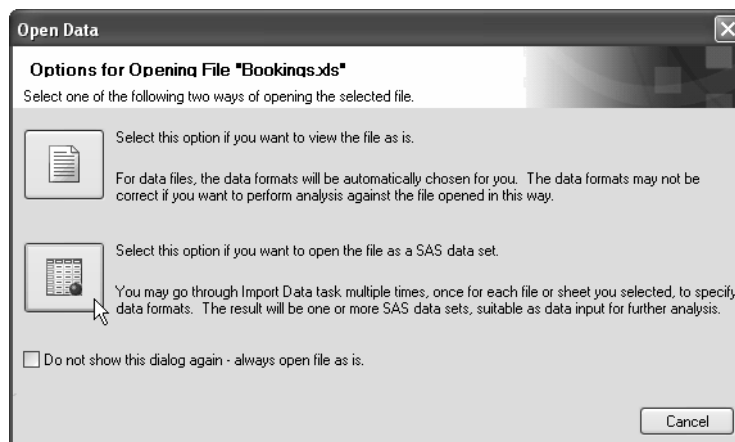 Open Data
Options for Opening File "Bookings.xls"
Select one of the following two ways of opening the selected file.
Select this option if you want to view the file as is.
For data files, the data formats will be automatically chosen for you. The data formats may not be
correct if you want to perform analysis against the file opened in this way.
Select this option if you want to open the file as a SAS data set.
You may go through Import Data task multiple times, once for each file or sheet you selected, to specify
data formats. The result will be one or more SAS data sets, suitable as data input for further analysis.
Do not show this dialog again - always open file as is.
Cancel